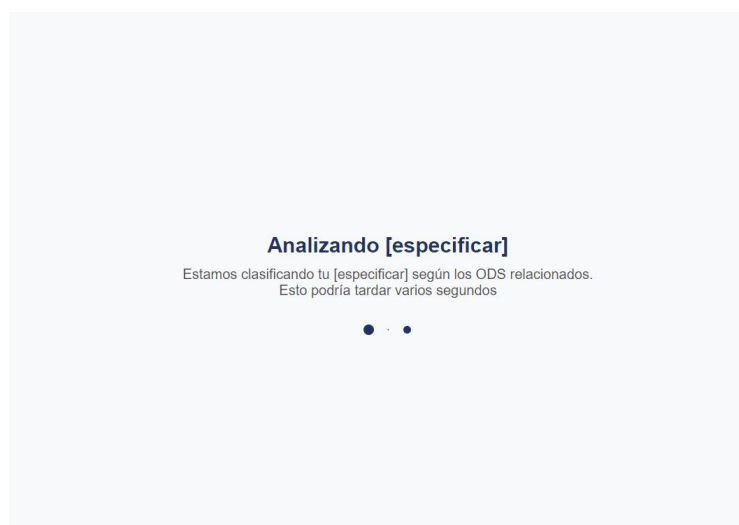 Analizando [especificar]
Estamos clasificando tu [especificar] según los ODS relacionados.
Esto podría tardar varios segundos